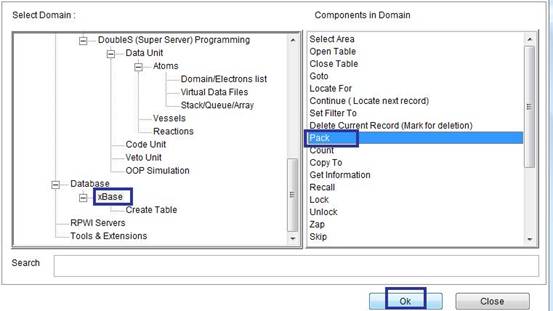 Select Domain :
DoubleS (Super Server) Programming
Data Unit
Atoms
Domain/Electrons list
Virtual Data Files
Stack/Queue/Array
Vessels
Reactions
Code Unit
Veto Unit
OOP Simulation
Database
xBase
Create Table
RPWI Servers
Tools & Extensions
Components in Domain
Select Area
Open Table
Close Table
Goto
Locate For
Continue ( Locate next record)
Set Filter To
Delete Current Record (Mark for deletion)
Pack
Count
Copy To
Get Information
Recall
Lock
Unlock
Zap
Skip
Search
Ok
Close